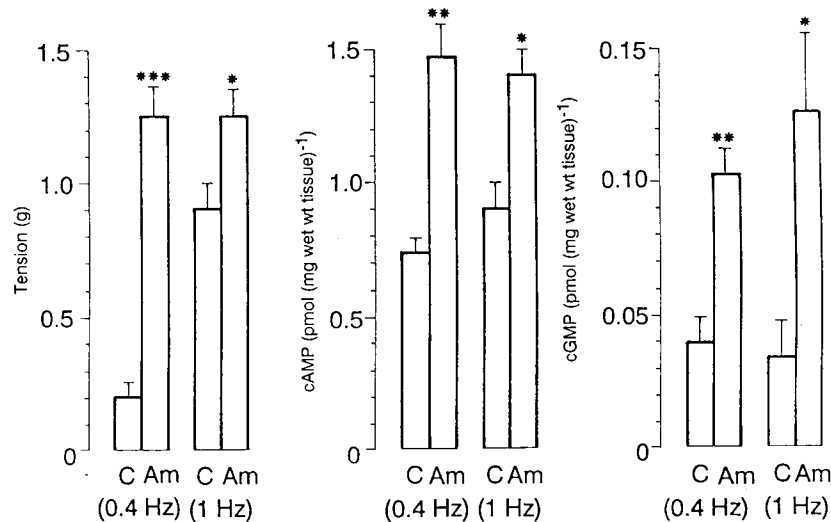 Tension (g)
1.5
1.0
0.5
0
***
*
C Am C Am
(0.4 Hz) (1 Hz)
cAMP (pmol (mg wet wt tissue)⁻¹)
1.5
1.0
0.5
0
**
*
C Am C Am
(0.4 Hz) (1 Hz)
cGMP (pmol (mg wet wt tissue)⁻¹)
0.15
0.10
0.05
0
**
*
C Am C Am
(0.4 Hz) (1 Hz)